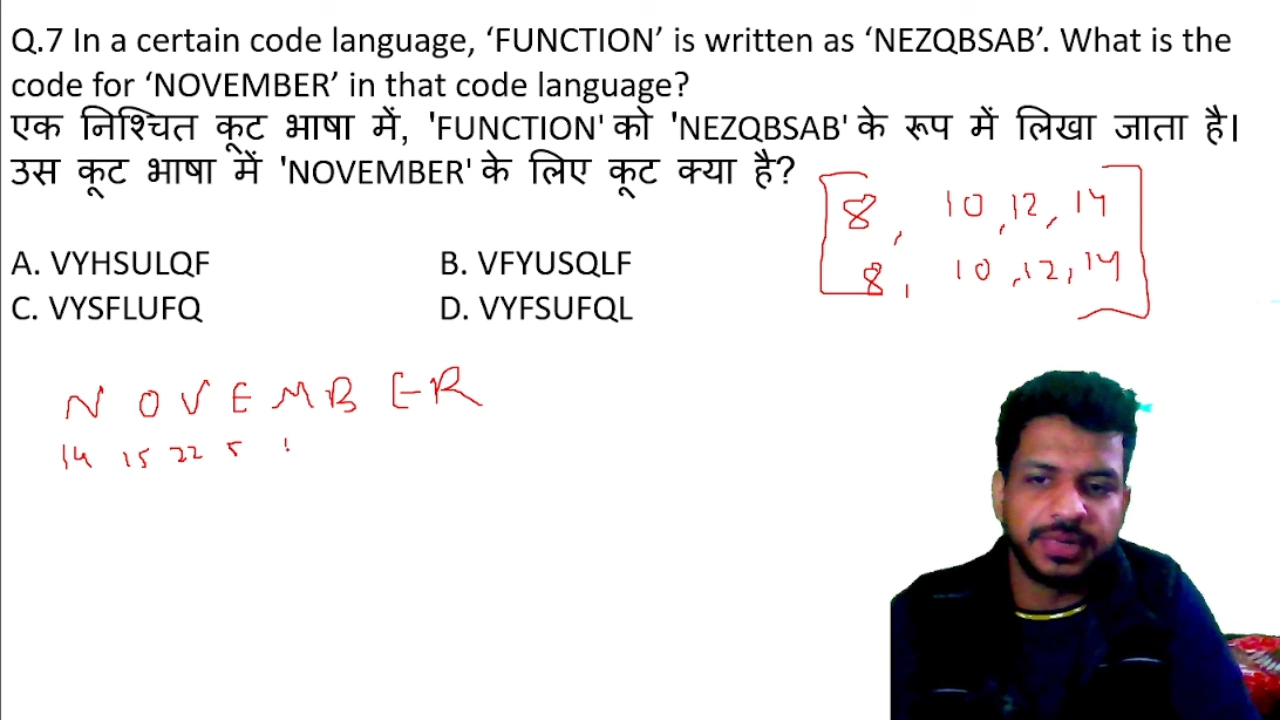 Q.7 In a certain code language, ‘FUNCTION’ is written as ‘NEZQBSAB’. What is the
code for ‘NOVEMBER’ in that code language?
एक निश्चित कूट भाषा में, 'FUNCTION' को 'NEZQBSAB' के रूप में लिखा जाता है।
उस कूट भाषा में 'NOVEMBER' के लिए कूट क्या है?
8, 10, 12, 14
8, 10, 12, 14
A. VYHSULQF B. VFYUSQLF
C. VYSFLUFQ D. VYFSUFQL
N O V E M B E R
14 15 22 5